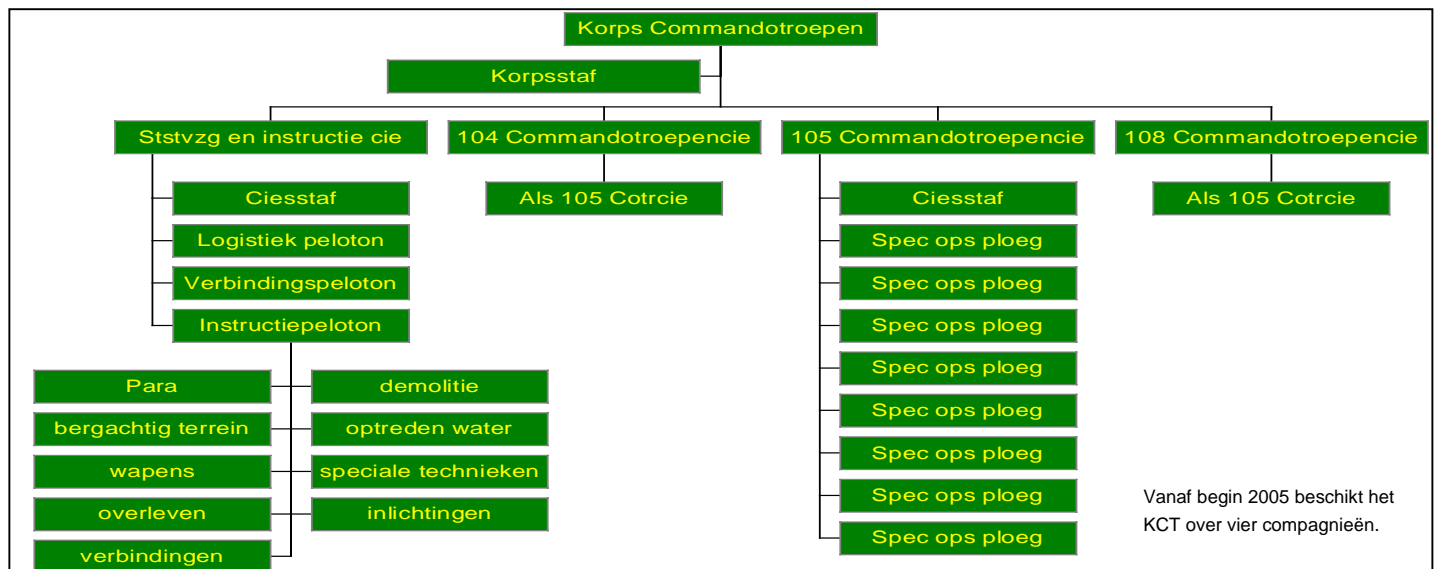 Korps Commandotroepen
Korpsstaf
Ststvzg en instructie cie
104 Commandotroepencie
105 Commandotroepencie
108 Commandotroepencie
Ciesstaf
Logistiek peloton
Verbindingspeloton
Instructiepeloton
Para
demolitie
bergachtig terrein
optreden water
wapens
speciale technieken
overleven
inlichtingen
verbindingen
Als 105 Cotrcie
Ciesstaf
Spec ops ploeg
Spec ops ploeg
Spec ops ploeg
Spec ops ploeg
Spec ops ploeg
Spec ops ploeg
Spec ops ploeg
Spec ops ploeg
Als 105 Cotrcie
Vanaf begin 2005 beschikt het
KCT over vier compagnieën.